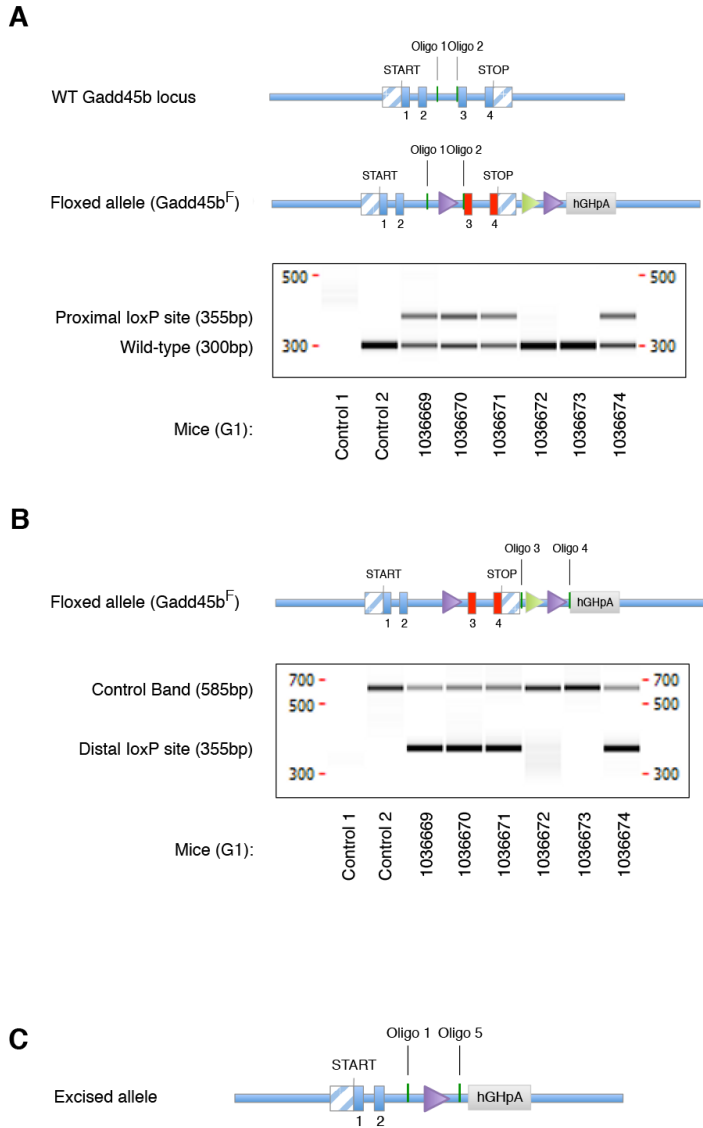 A
Oligo 1 Oligo 2
START STOP
WT Gadd45b locus
1 2 3 4
Oligo 1 Oligo 2
START STOP
Floxed allele (Gadd45bF)
hGHpA
1 2 3 4
500 500
Proximal loxP site (355bp)
Wild-type (300bp)
300 300
Mice (G1):
Control 1
Control 2
1036669
1036670
1036671
1036672
1036673
1036674
B
Oligo 3 Oligo 4
START STOP
Floxed allele (Gadd45bF)
hGHpA
1 2 3 4
Control Band (585bp)
700 700
500 500
Distal loxP site (355bp)
300 300
Mice (G1):
Control 1
Control 2
1036669
1036670
1036671
1036672
1036673
1036674
C
Oligo 1 Oligo 5
START
Excised allele
hGHpA
1 2